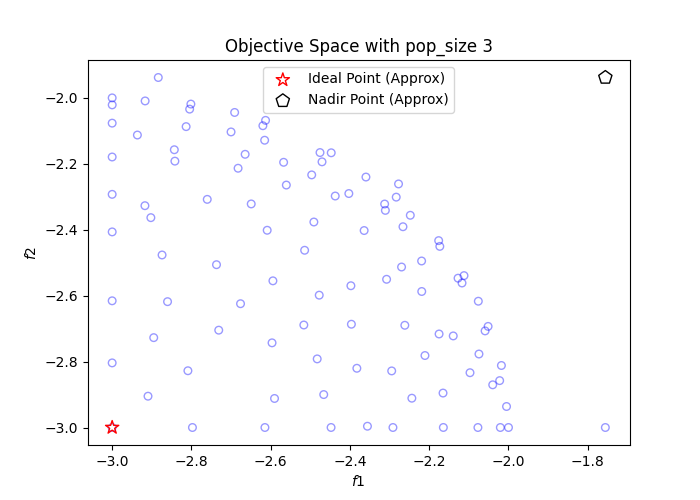 Objective Space with pop_size 3
Ideal Point (Approx)
Nadir Point (Approx)
f2
−2.0
−2.2
−2.4
−2.6
−2.8
−3.0
−3.0 −2.8 −2.6 −2.4 −2.2 −2.0 −1.8
f1